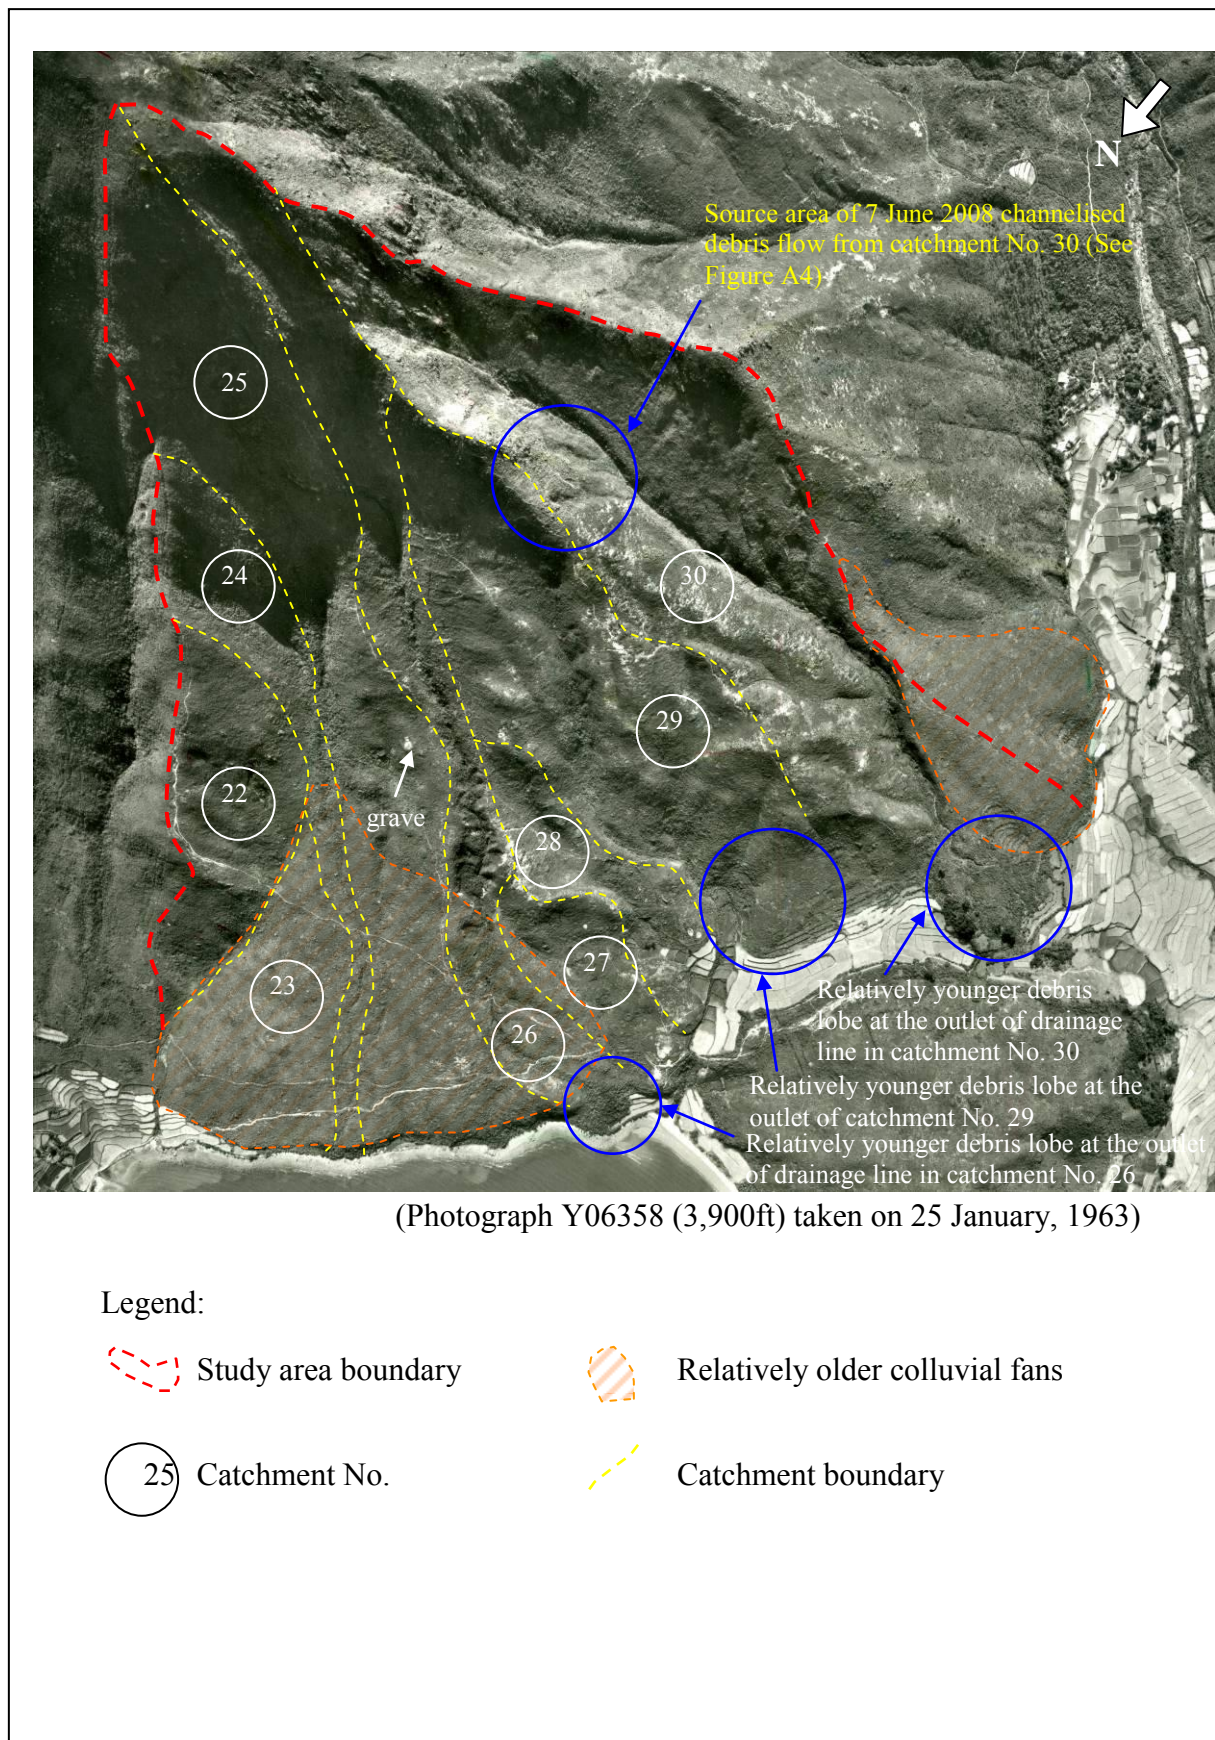 N
Source area of 7 June 2008 channelised
debris flow from catchment No. 30 (See
Figure A4)
25
24
30
29
22
grave
28
27
23
26
Relatively younger debris
lobe at the outlet of drainage
line in catchment No. 30
Relatively younger debris lobe at the
outlet of catchment No. 29
Relatively younger debris lobe at the outlet
of drainage line in catchment No. 26
(Photograph Y06358 (3,900ft) taken on 25 January, 1963)
Legend:
Study area boundary
Relatively older colluvial fans
25
Catchment No.
Catchment boundary